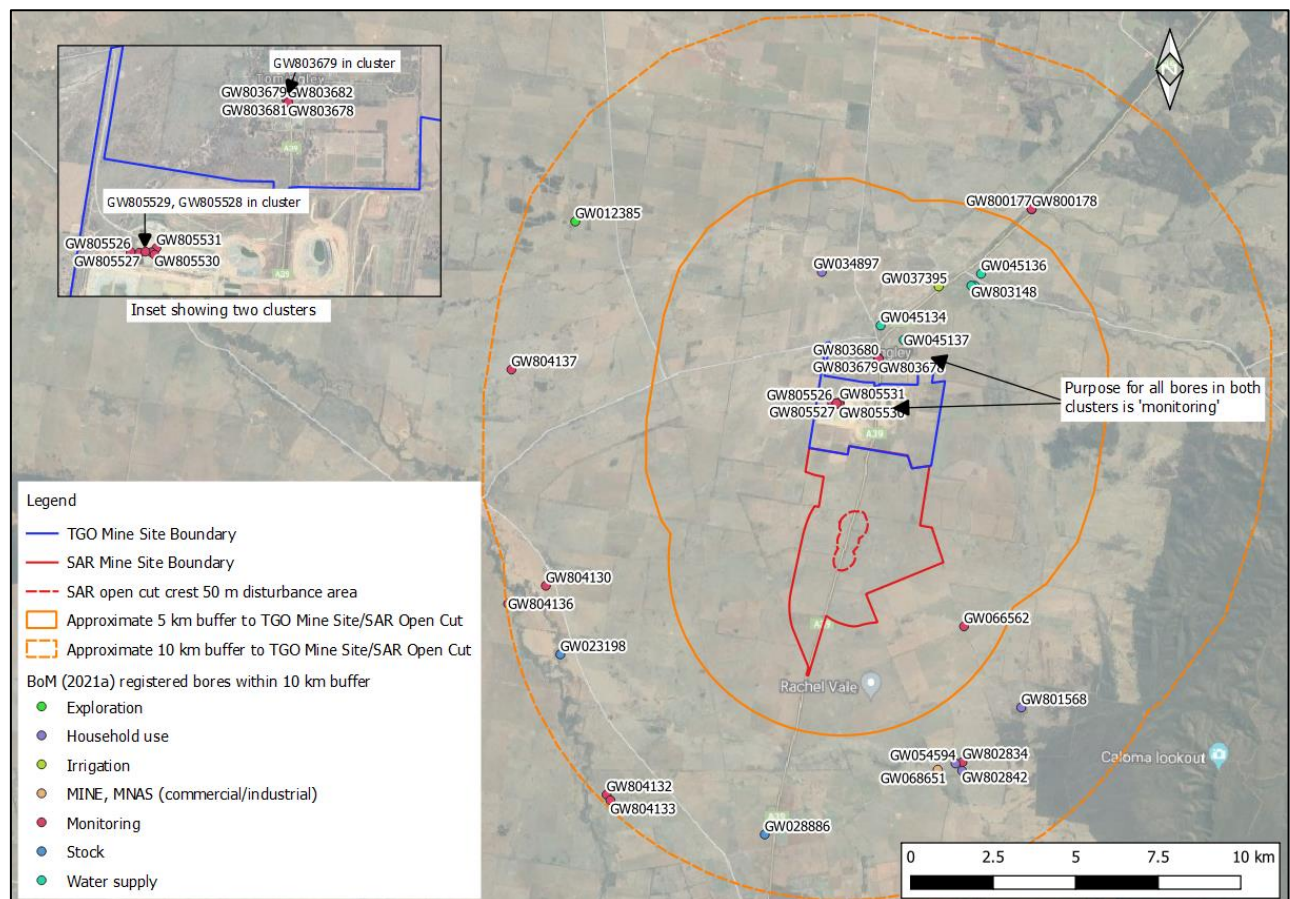 GW803679 in cluster
Tomingley
GW803679 GW803682
GW803681 GW803678
A39
GW805529, GW805528 in cluster
GW805526 GW805531
GW805527 GW805530
A39
Inset showing two clusters
GW012385
GW800177 GW800178
GW034897
GW037395
GW045136
GW803148
GW045134
GW045137
GW804137
GW803680
GW803679 GW803678
GW805526 GW805531
GW805527 GW805530
A39
Purpose for all bores in both
clusters is 'monitoring'
Legend
TGO Mine Site Boundary
SAR Mine Site Boundary
SAR open cut crest 50 m disturbance area
Approximate 5 km buffer to TGO Mine Site/SAR Open Cut
Approximate 10 km buffer to TGO Mine Site/SAR Open Cut
BoM (2021a) registered bores within 10 km buffer
Exploration
Household use
Irrigation
MINE, MNAS (commercial/industrial)
Monitoring
Stock
Water supply
GW804130
GW804136
GW023198
GW066562
A39
Rachel Vale
GW801568
GW054594 GW802834
GW068651 GW802842
Caloma lookout
GW804132
GW804133
GW028886
0 2.5 5 7.5 10 km